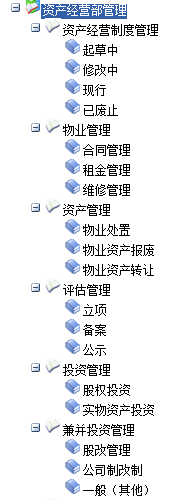 资产经营部管理
资产经营制度管理
起草中
修改中
现行
已废止
物业管理
合同管理
租金管理
维修管理
资产管理
物业处置
物业资产报废
物业资产转让
评估管理
立项
备案
公示
投资管理
股权投资
实物资产投资
兼并投资管理
股改管理
公司制改制
一般（其他）